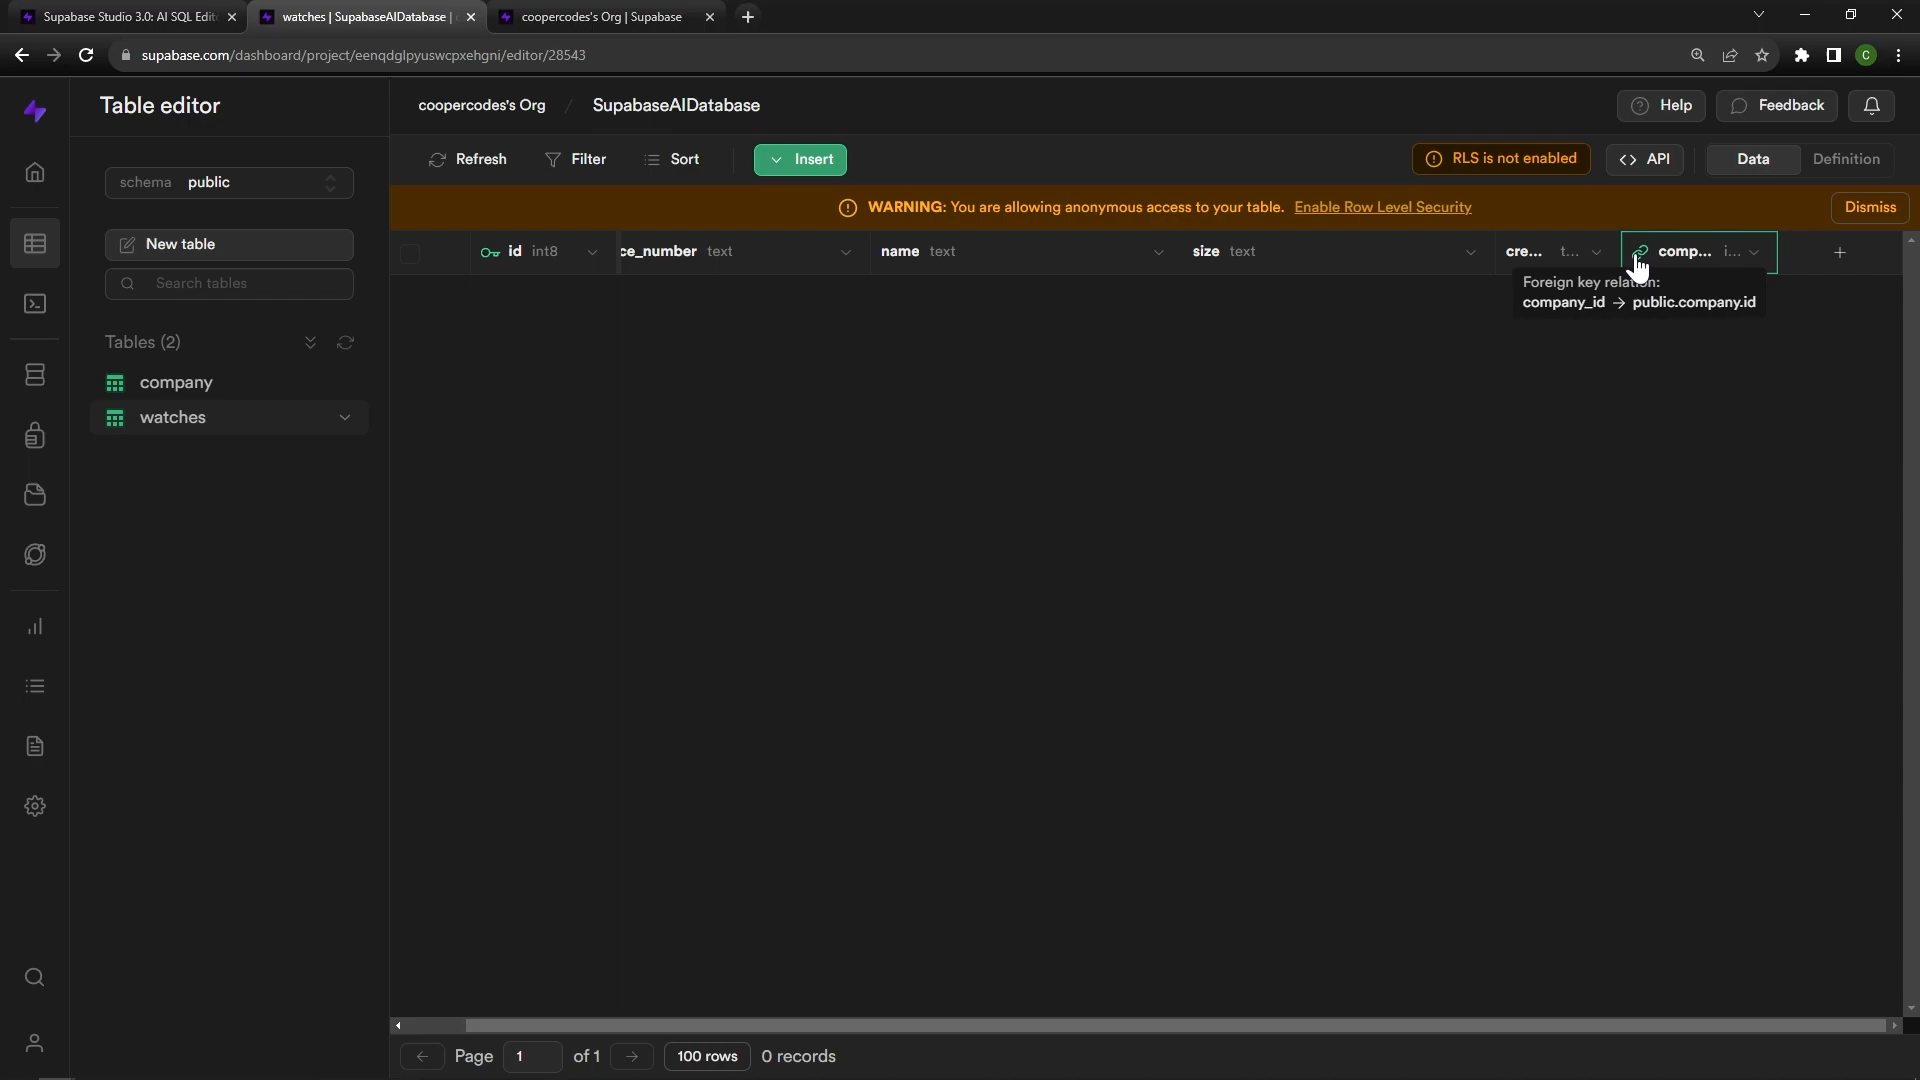 Supabase Studio 3.0: AI SQL Edit
watches | SupabaseAIDatabase |
coopercodes's Org | Supabase
supabase.com/dashboard/project/eenqdglpyuswcpxehgni/editor/28543
C
Table editor
coopercodes's Org / SupabaseAIDatabase
Help
Feedback
schema public
Refresh
Filter
Sort
Insert
RLS is not enabled
<> API
Data
Definition
WARNING: You are allowing anonymous access to your table. Enable Row Level Security
Dismiss
New table
id int8
ce_number text
name text
size text
cre... t...
comp... i...
Search tables
Foreign key relation:
company_id → public.company.id
Tables (2)
company
watches
Page 1 of 1
100 rows
0 records